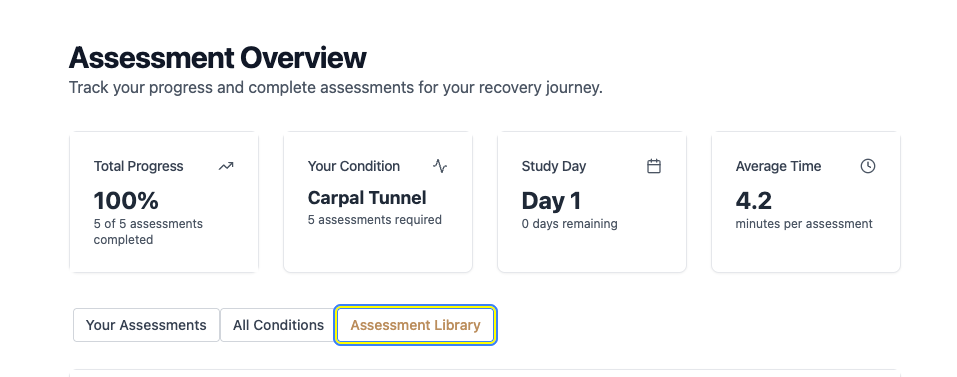 Assessment Overview
Track your progress and complete assessments for your recovery journey.
Total Progress
100%
5 of 5 assessments
completed
Your Condition
Carpal Tunnel
5 assessments required
Study Day
Day 1
0 days remaining
Average Time
4.2
minutes per assessment
Your Assessments
All Conditions
Assessment Library